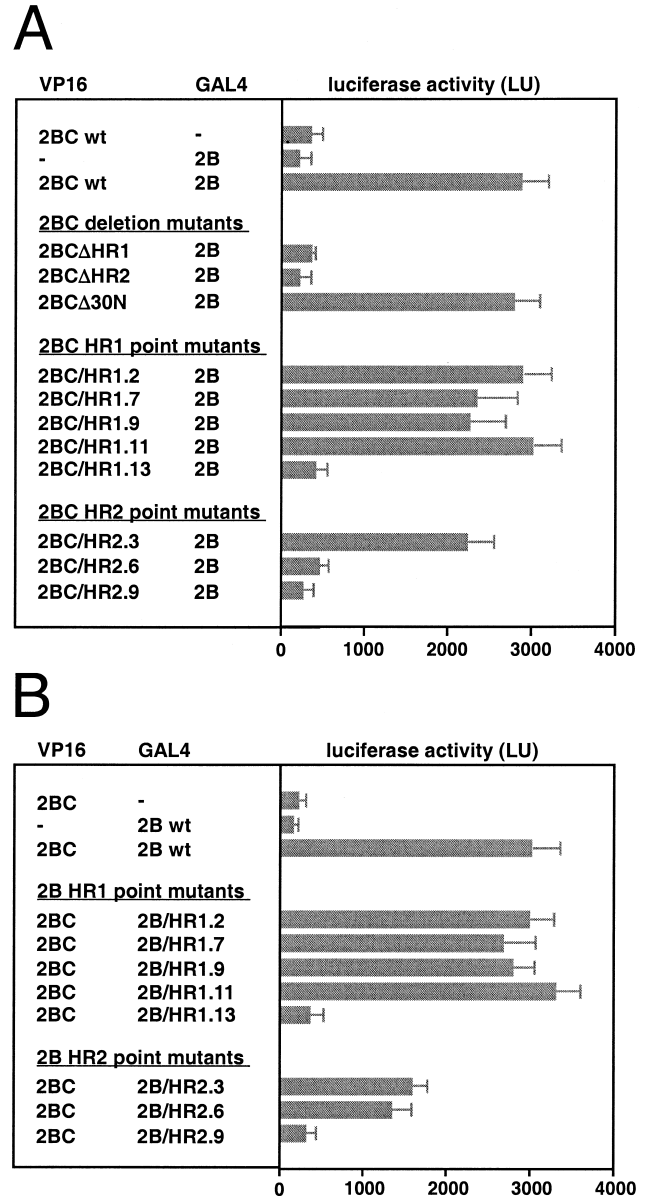 A
VP16 GAL4 luciferase activity (LU)
2BC wt -
- 2B
2BC wt 2B
2BC deletion mutants
2BCΔHR1 2B
2BCΔHR2 2B
2BCΔ30N 2B
2BC HR1 point mutants
2BC/HR1.2 2B
2BC/HR1.7 2B
2BC/HR1.9 2B
2BC/HR1.11 2B
2BC/HR1.13 2B
2BC HR2 point mutants
2BC/HR2.3 2B
2BC/HR2.6 2B
2BC/HR2.9 2B
0 1000 2000 3000 4000
B
VP16 GAL4 luciferase activity (LU)
2BC -
- 2B wt
2BC 2B wt
2B HR1 point mutants
2BC 2B/HR1.2
2BC 2B/HR1.7
2BC 2B/HR1.9
2BC 2B/HR1.11
2BC 2B/HR1.13
2B HR2 point mutants
2BC 2B/HR2.3
2BC 2B/HR2.6
2BC 2B/HR2.9
0 1000 2000 3000 4000